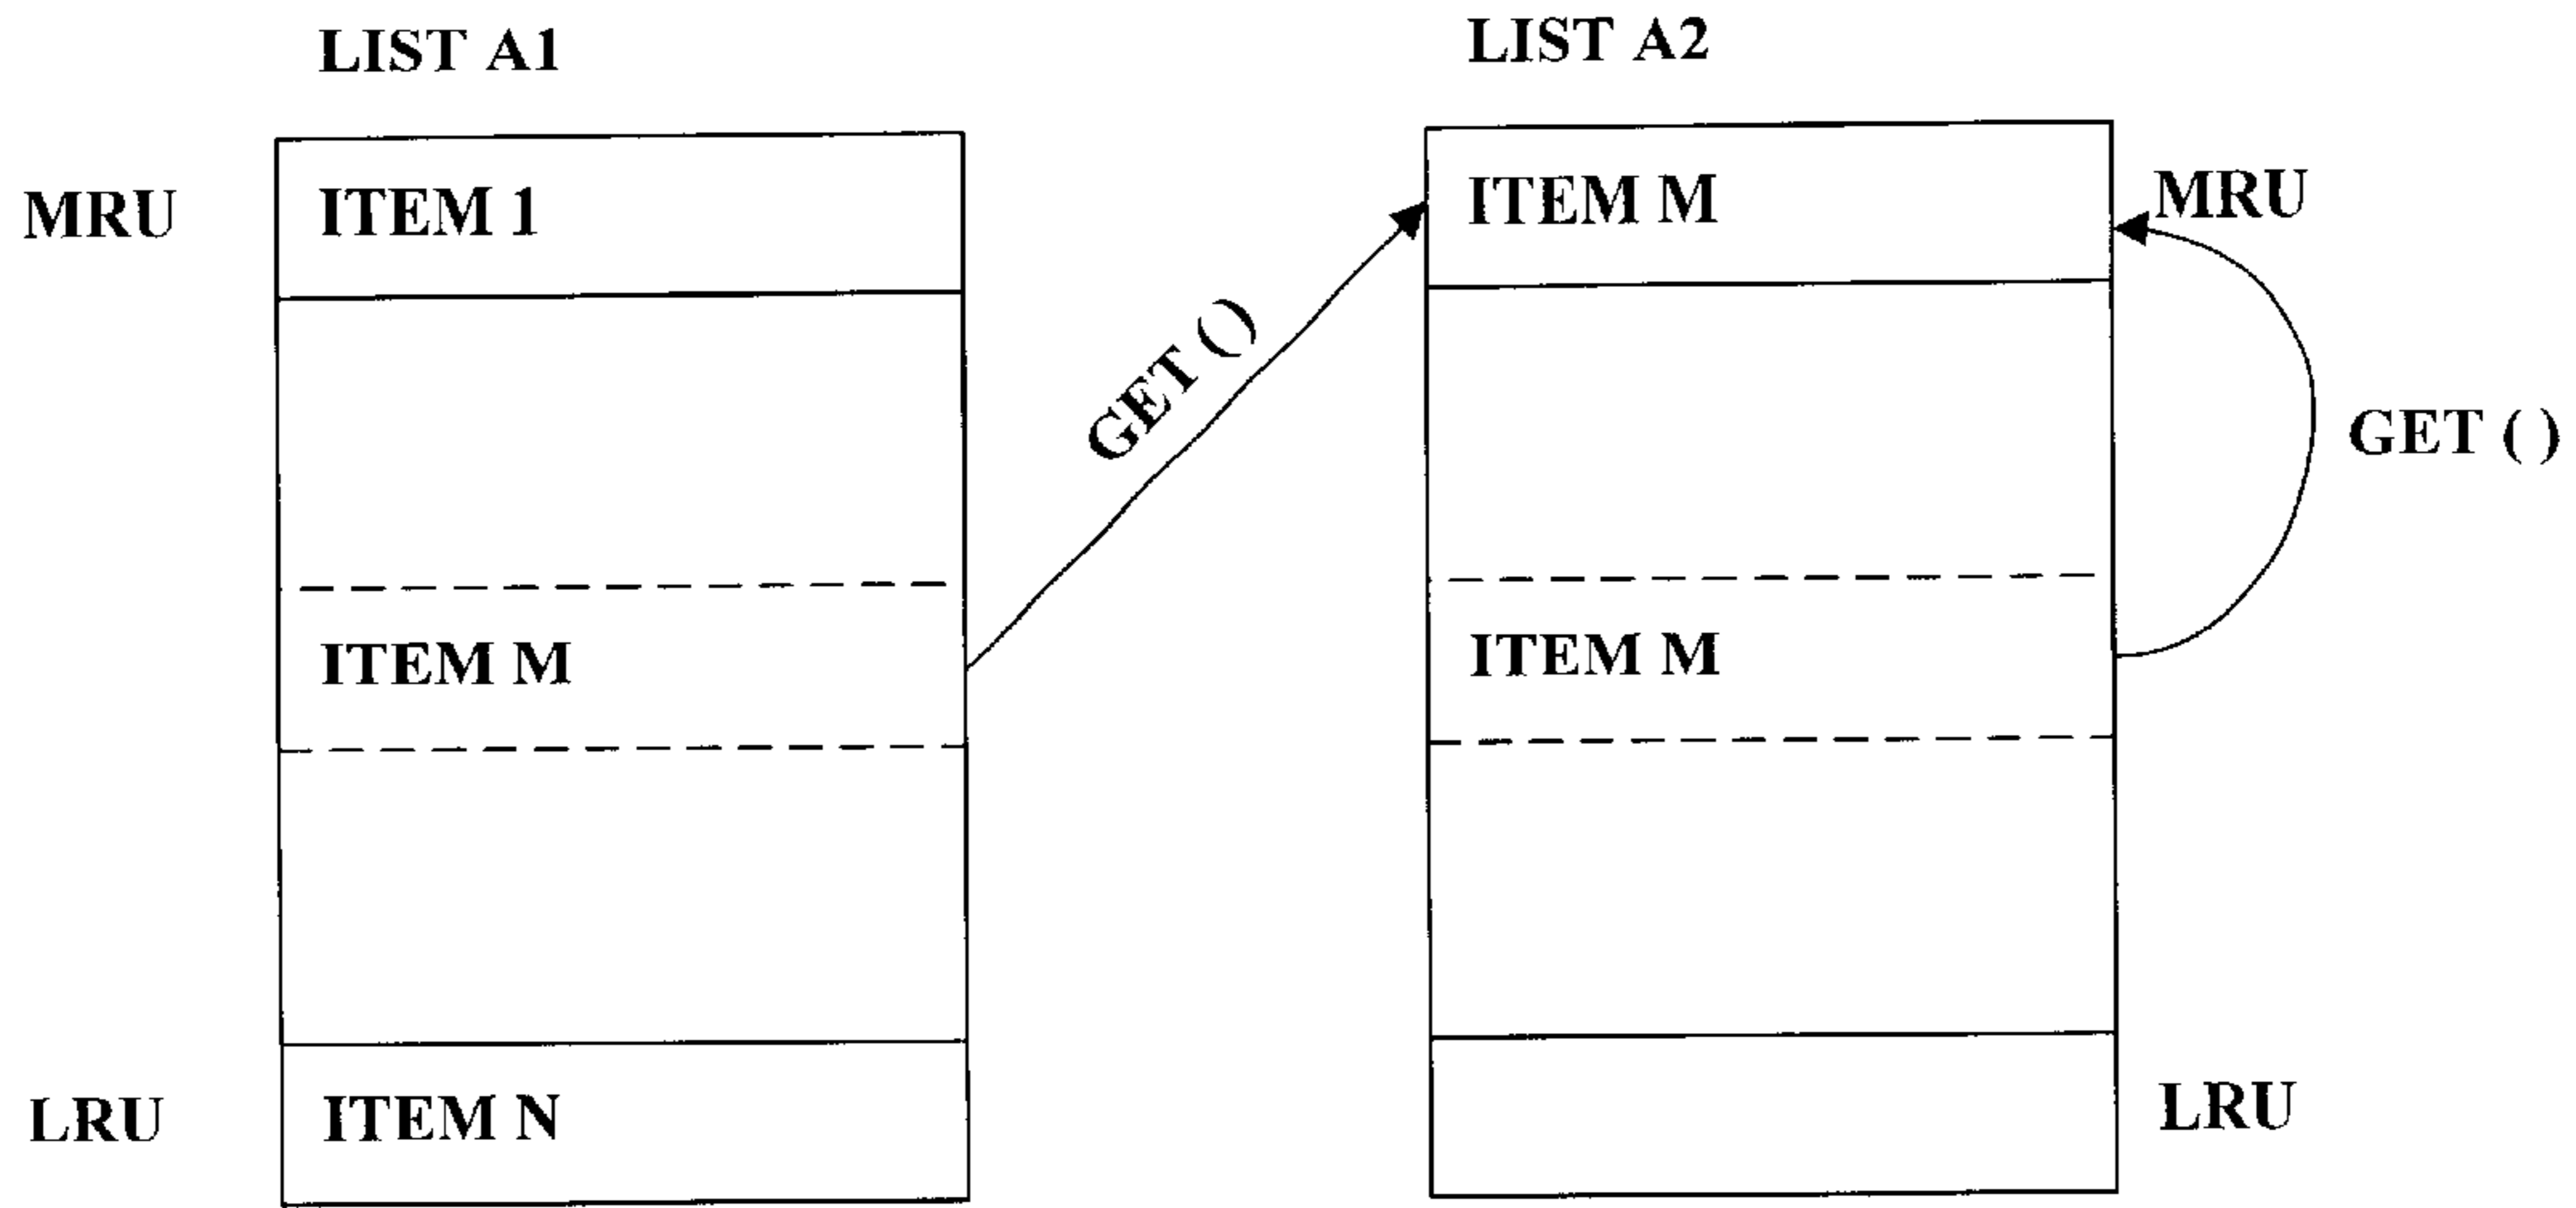 LIST A1
LIST A2
MRU
ITEM 1
ITEM M
MRU
GET ( )
GET ( )
ITEM M
ITEM M
LRU
ITEM N
LRU